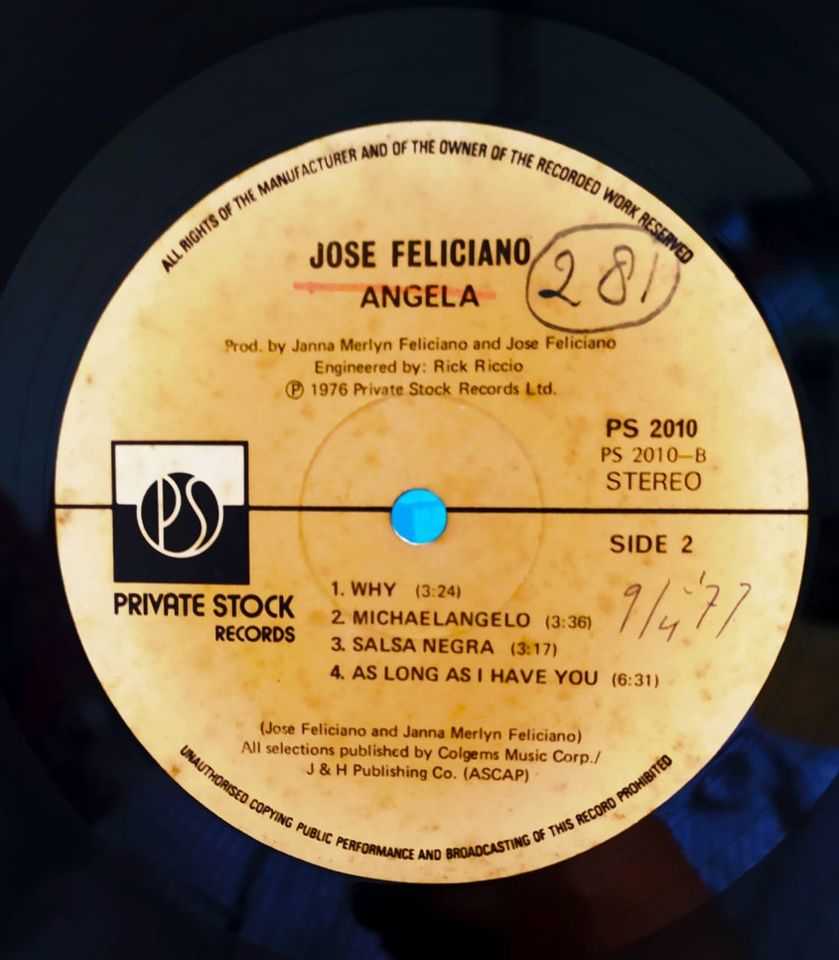 ALL RIGHTS OF THE MANUFACTURER AND OF THE OWNER OF THE RECORDED WORK RESERVED
JOSE FELICIANO
281
ANGELA
Prod. by Janna Merlyn Feliciano and Jose Feliciano
Engineered by: Rick Riccio
Ⓟ 1976 Private Stock Records Ltd.
PS 2010
PS 2010-B
STEREO
PS
PRIVATE STOCK
RECORDS
SIDE 2
9/4'77
1. WHY (3:24)
2. MICHAELANGELO (3:36)
3. SALSA NEGRA (3:17)
4. AS LONG AS I HAVE YOU (6:31)
(Jose Feliciano and Janna Merlyn Feliciano)
All selections published by Colgems Music Corp./
J & H Publishing Co. (ASCAP)
UNAUTHORISED COPYING PUBLIC PERFORMANCE AND BROADCASTING OF THIS RECORD PROHIBITED